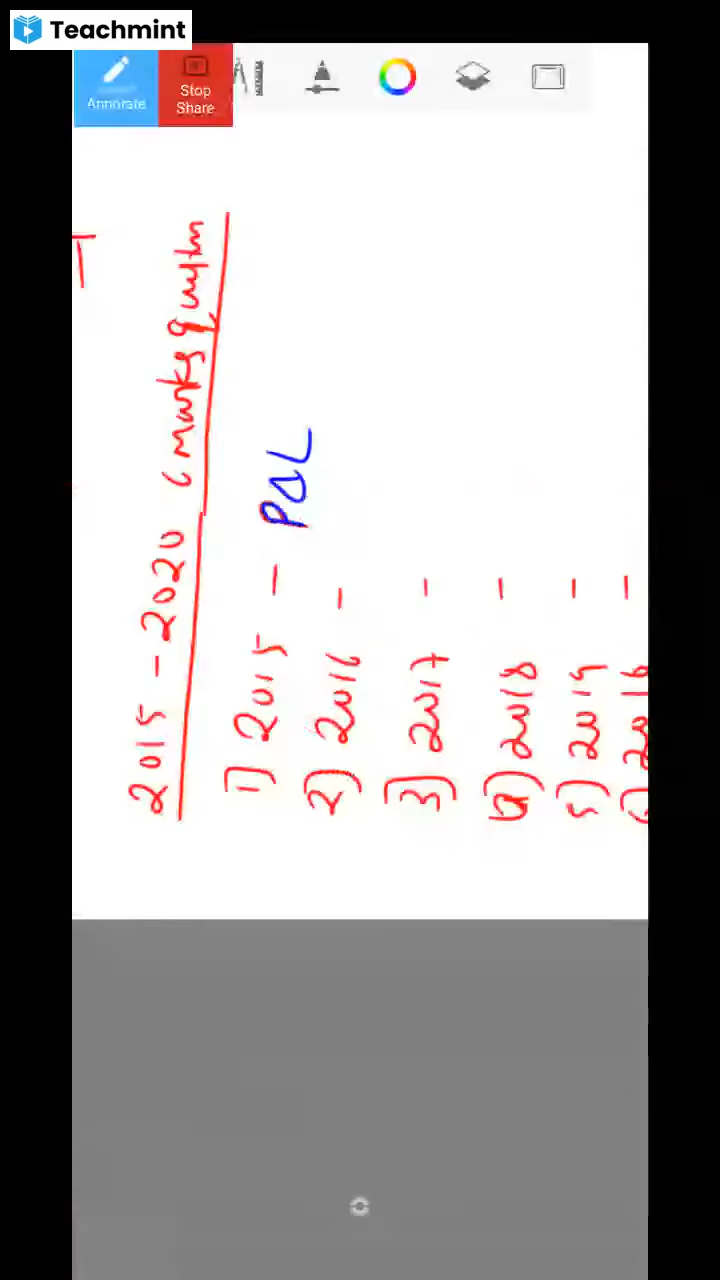 Teachmint
Annotate
Stop
Share
T
2015 - 2020 6 marks
1) 2015 - PAL
2) 2016 -
3) 2017 -
4) 2018 -
5) 2019 -
2016 -